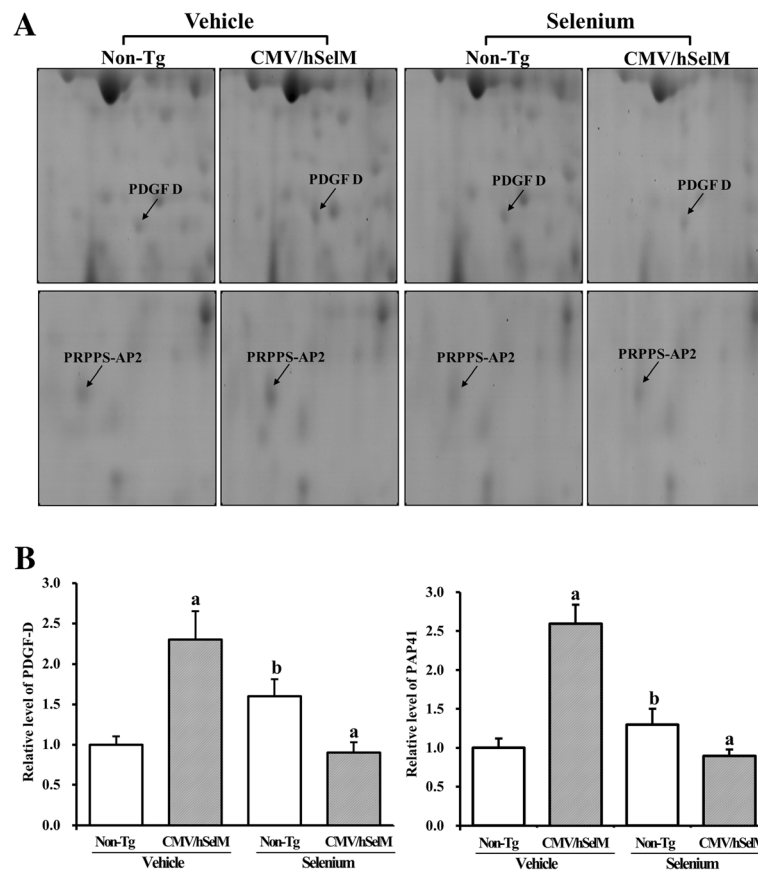 A
Vehicle Selenium
Non-Tg CMV/hSelM Non-Tg CMV/hSelM
PDGF D PDGF D PDGF D PDGF D
PRPPS-AP2 PRPPS-AP2 PRPPS-AP2 PRPPS-AP2
B
Relative level of PDGF-D
3.0
2.5
2.0
1.5
1.0
0.5
0.0
a
b
a
Non-Tg CMV/hSelM Non-Tg CMV/hSelM
Vehicle Selenium
Relative level of PAP41
3.0
2.5
2.0
1.5
1.0
0.5
0.0
a
b
a
Non-Tg CMV/hSelM Non-Tg CMV/hSelM
Vehicle Selenium